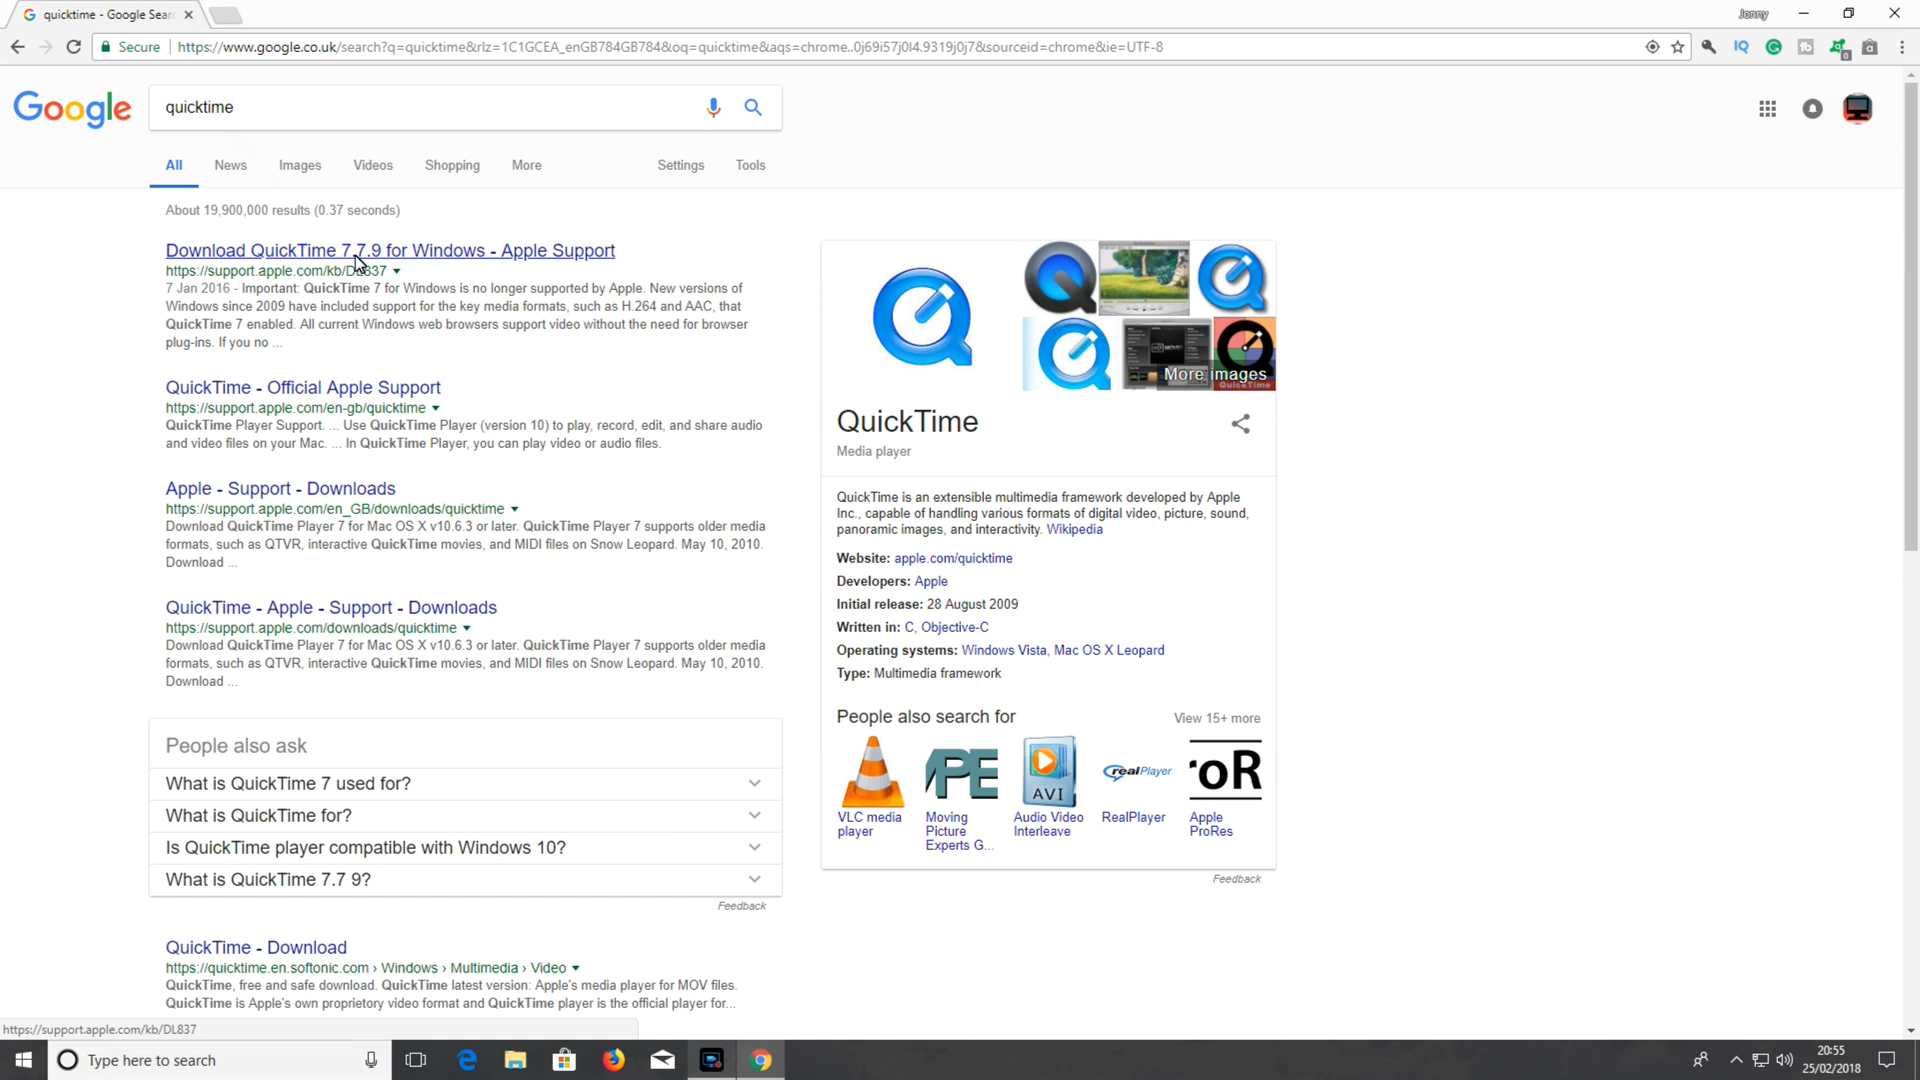 quicktime - Google Sear
Jonny
Secure
https://www.google.co.uk/search?q=quicktime&rlz=1C1GCEA_enGB784GB784&oq=quicktime&aqs=chrome..0j69i57j0l4.9319j0j7&sourceid=chrome&ie=UTF-8
Google
quicktime
All News Images Videos Shopping More Settings Tools
About 19,900,000 results (0.37 seconds)
Download QuickTime 7.7.9 for Windows - Apple Support
https://support.apple.com/kb/DL837
7 Jan 2016 - Important: QuickTime 7 for Windows is no longer supported by Apple. New versions of
Windows since 2009 have included support for the key media formats, such as H.264 and AAC, that
QuickTime 7 enabled. All current Windows web browsers support video without the need for browser
plug-ins. If you no ...
QuickTime - Official Apple Support
https://support.apple.com/en-gb/quicktime
QuickTime Player Support. ... Use QuickTime Player (version 10) to play, record, edit, and share audio
and video files on your Mac. ... In QuickTime Player, you can play video or audio files.
Apple - Support - Downloads
https://support.apple.com/en_GB/downloads/quicktime
Download QuickTime Player 7 for Mac OS X v10.6.3 or later. QuickTime Player 7 supports older media
formats, such as QTVR, interactive QuickTime movies, and MIDI files on Snow Leopard. May 10, 2010.
Download ...
QuickTime - Apple - Support - Downloads
https://support.apple.com/downloads/quicktime
Download QuickTime Player 7 for Mac OS X v10.6.3 or later. QuickTime Player 7 supports older media
formats, such as QTVR, interactive QuickTime movies, and MIDI files on Snow Leopard. May 10, 2010.
Download ...
People also ask
What is QuickTime 7 used for?
What is QuickTime for?
Is QuickTime player compatible with Windows 10?
What is QuickTime 7.7 9?
Feedback
QuickTime - Download
https://quicktime.en.softonic.com › Windows › Multimedia › Video
QuickTime, free and safe download. QuickTime latest version: Apple's media player for MOV files.
QuickTime is Apple's own proprietary video format and QuickTime player is the official player for...
More images
QuickTime
QuickTime
Media player
QuickTime is an extensible multimedia framework developed by Apple
Inc., capable of handling various formats of digital video, picture, sound,
panoramic images, and interactivity. Wikipedia
Website: apple.com/quicktime
Developers: Apple
Initial release: 28 August 2009
Written in: C, Objective-C
Operating systems: Windows Vista, Mac OS X Leopard
Type: Multimedia framework
People also search for
View 15+ more
AVI
realPlayer
roR
VLC media
player
Moving
Picture
Experts G...
Audio Video
Interleave
RealPlayer
Apple
ProRes
Feedback
https://support.apple.com/kb/DL837
Type here to search
20:55
25/02/2018